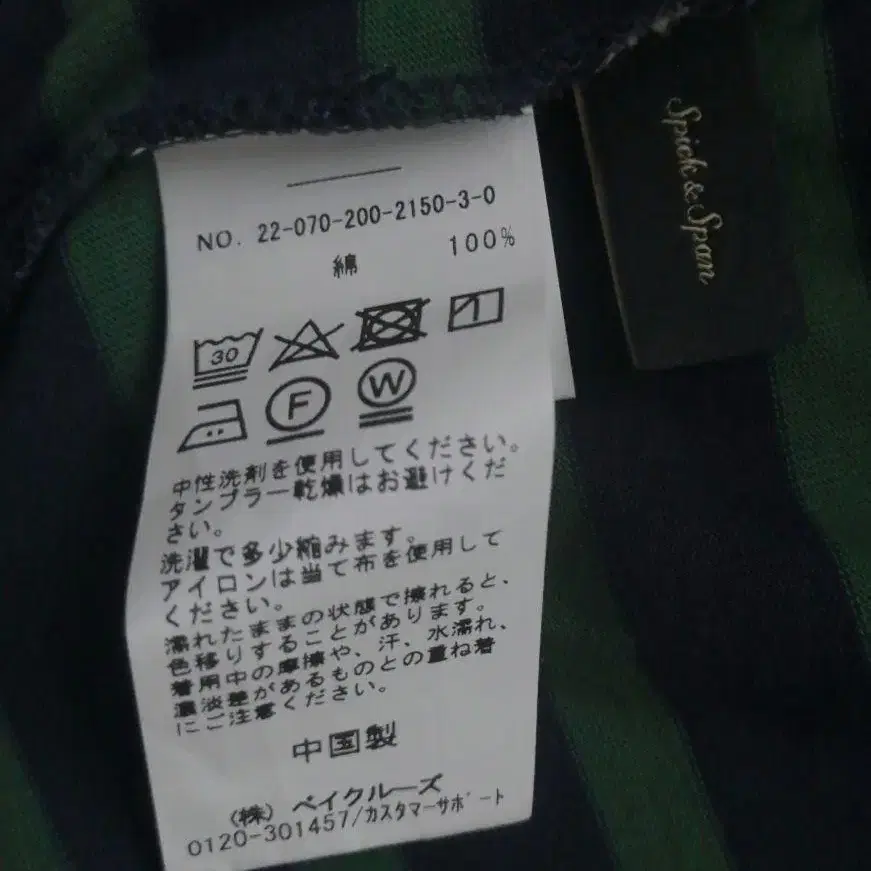 NO. 22-070-200-2150-3-0
綿 100%
30
F
W
中性洗剤を使用してください。
タンブラー乾燥はお避けくだ
さい。
洗濯で多少縮みます。
アイロンは当て布を使用して
ください。
濡れたままの状態で擦れると、
色移りすることがあります。
着用中の摩擦や、汗、水濡れ、
濃淡差があるものとの重ね着
にご注意ください。
中国製
(株) ベイクルーズ
0120-301457/カスタマーサポート
Spick & Span